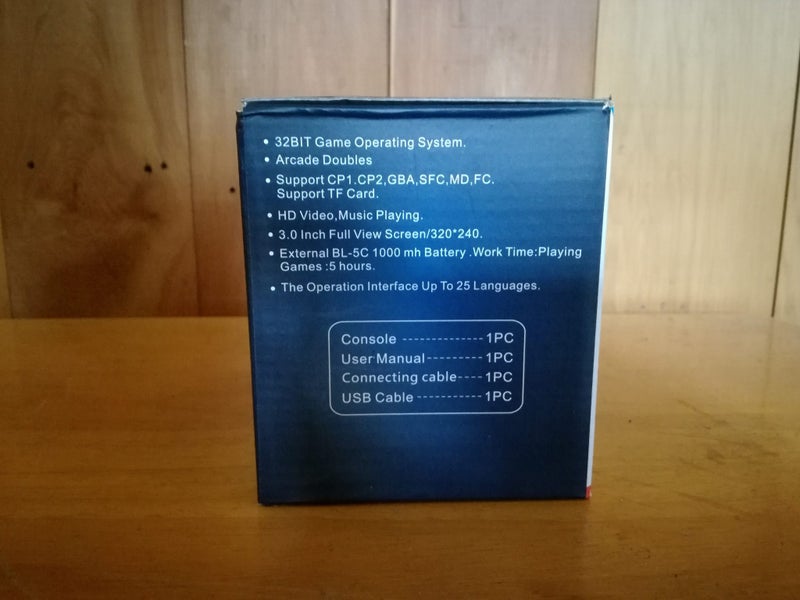 • 32BIT Game Operating System.
• Arcade Doubles
• Support CP1.CP2,GBA,SFC,MD,FC.
Support TF Card.
• HD Video,Music Playing.
• 3.0 Inch Full View Screen/320*240.
• External BL-5C 1000 mh Battery .Work Time:Playing
Games :5 hours.
• The Operation Interface Up To 25 Languages.
Console -------------- 1PC
User Manual--------- 1PC
Connecting cable---- 1PC
USB Cable ----------- 1PC